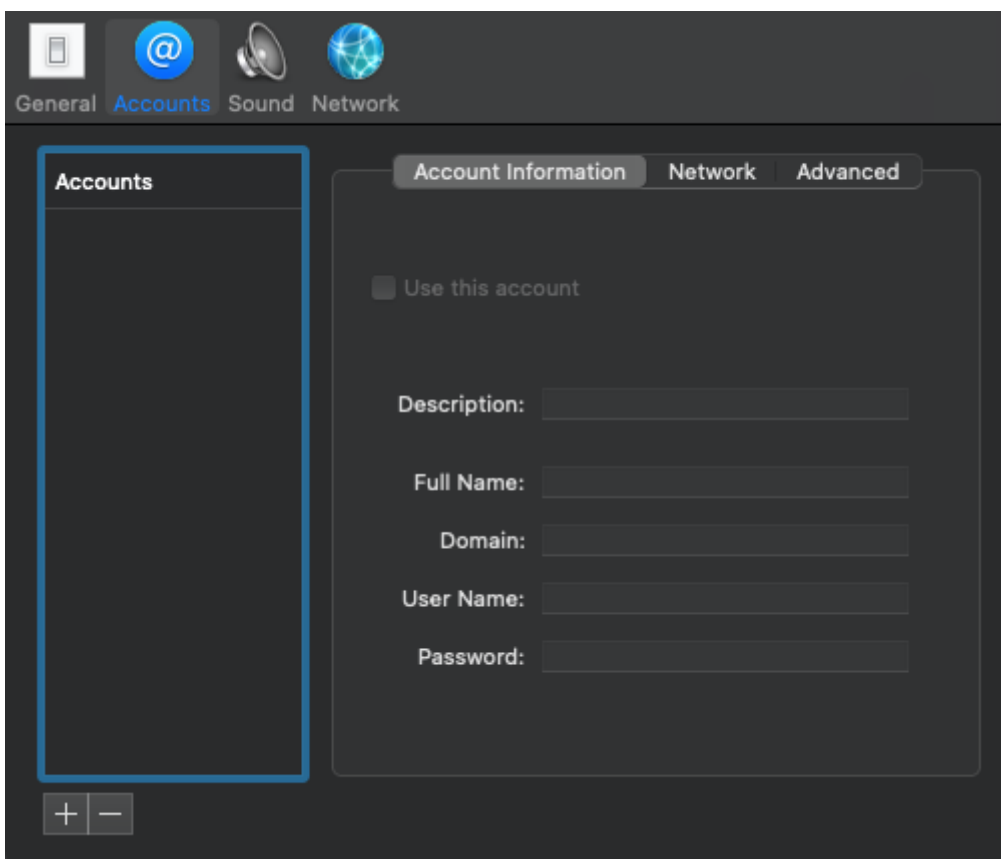 General Accounts Sound Network
Accounts
Account Information Network Advanced
Use this account
Description:
Full Name:
Domain:
User Name:
Password: